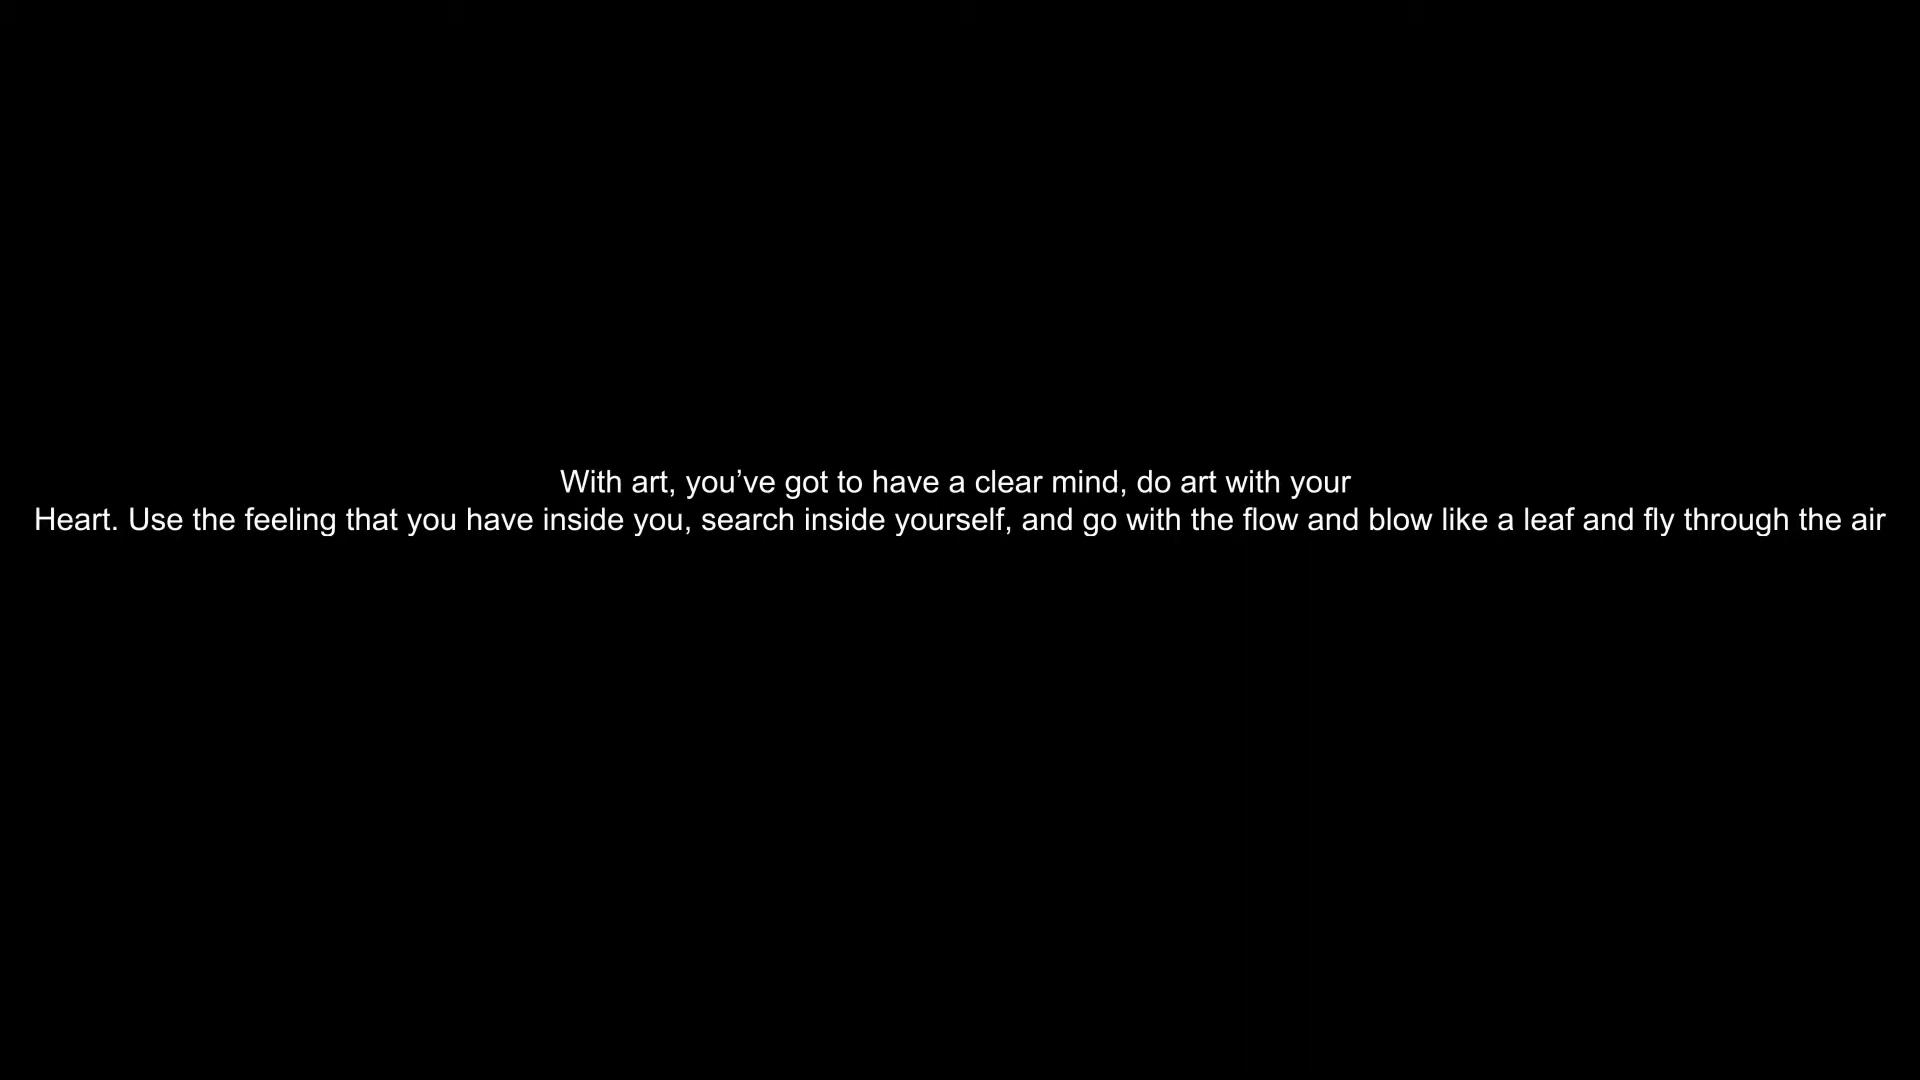 With art, you’ve got to have a clear mind, do art with your
Heart. Use the feeling that you have inside you, search inside yourself, and go with the flow and blow like a leaf and fly through the air